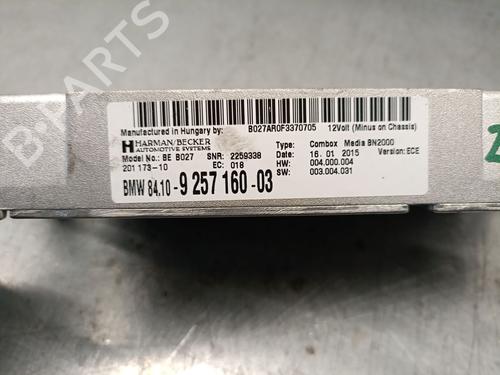 Manufactured in Hungary by: B027AR0F3370705 12Volt (Minus on Chassis)
HARMAN/BECKER
AUTOMOTIVE SYSTEMS
Type: Combox Media BN2000
Model No.: BE B027 SNR: 2259338 Date: 16 01 2015 Version: ECE
201 173-10 EC: 018 HW: 004.000.004
SW: 003.004.031
BMW 84.10-9 257 160-03